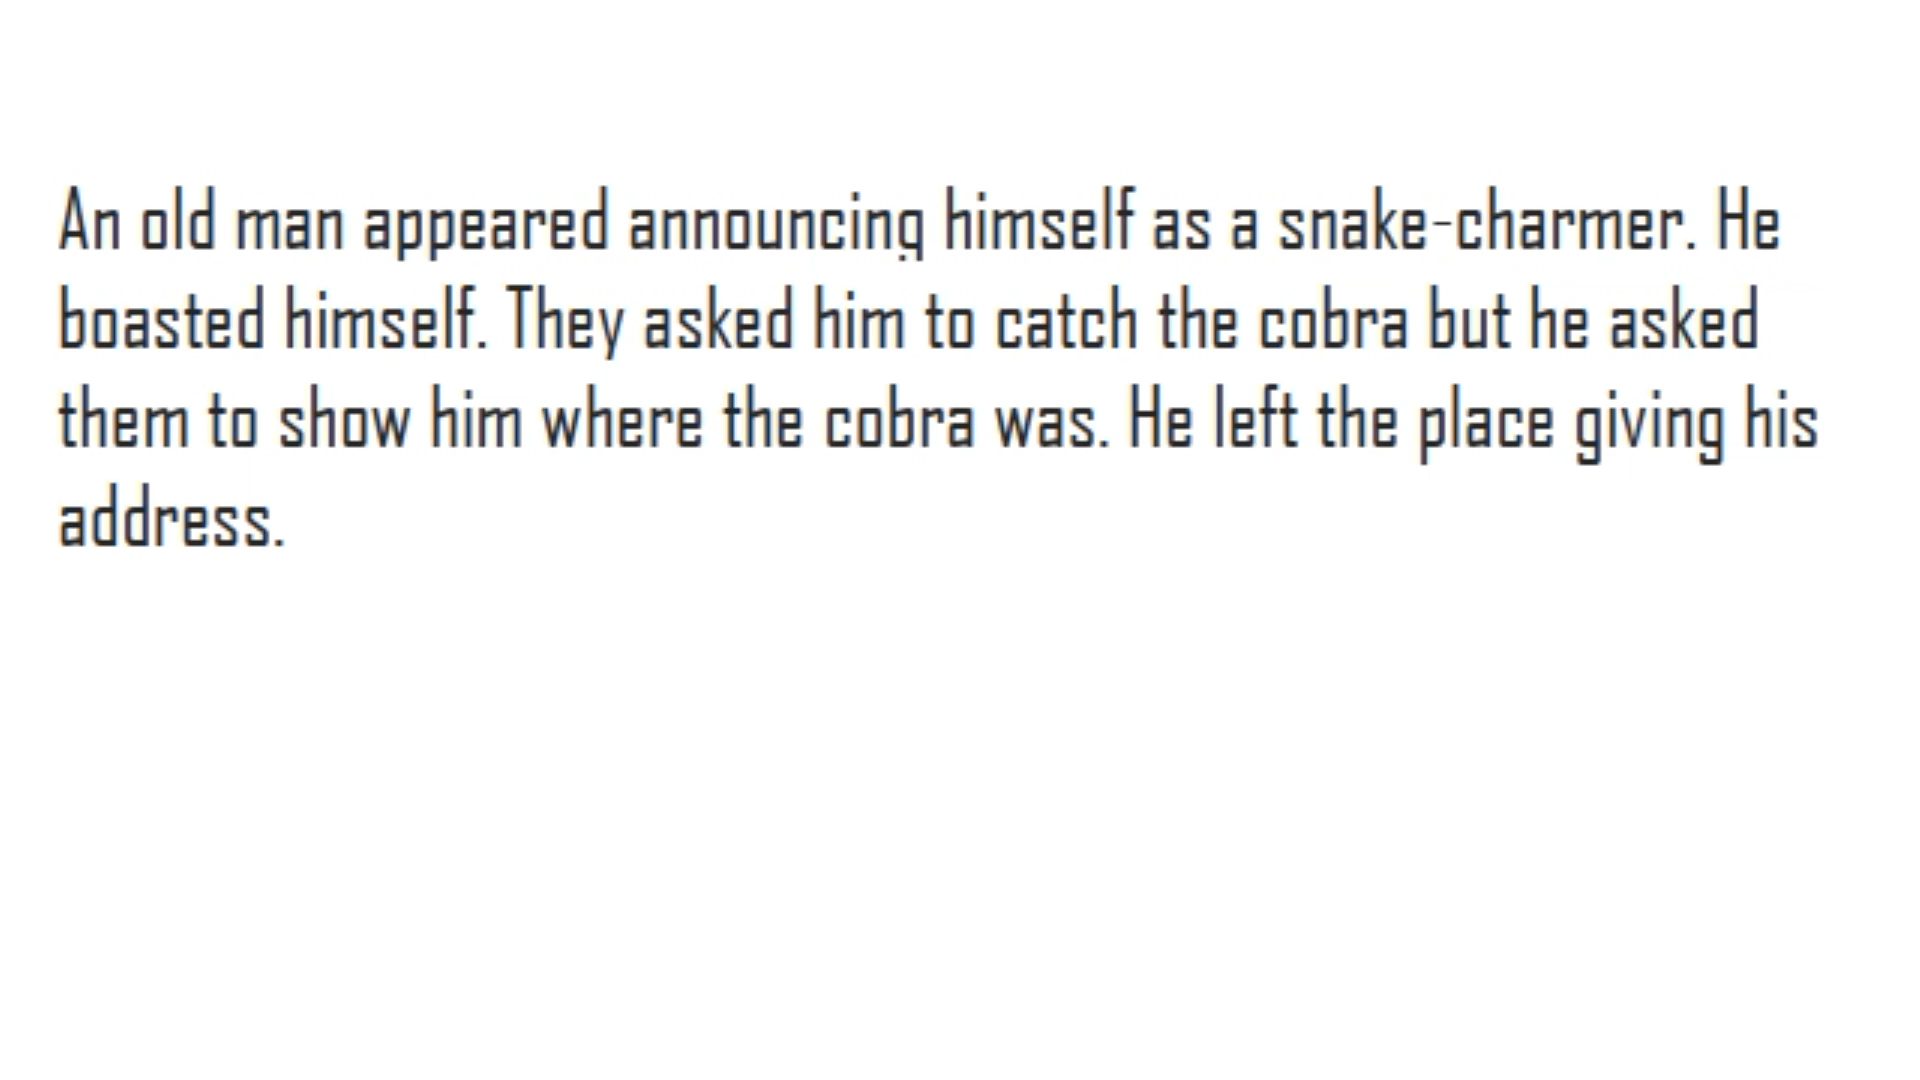 An old man appeared announcing himself as a snake-charmer. He
boasted himself. They asked him to catch the cobra but he asked
them to show him where the cobra was. He left the place giving his
address.